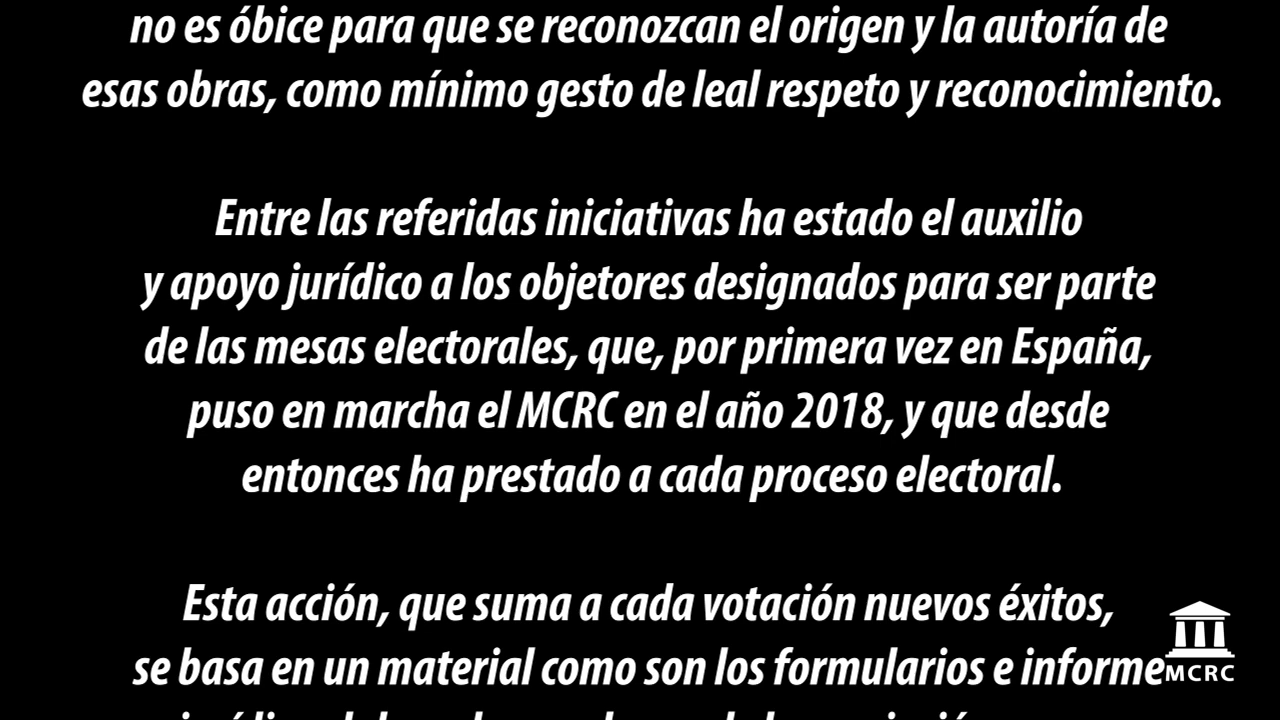 no es óbice para que se reconozcan el origen y la autoría de
esas obras, como mínimo gesto de leal respeto y reconocimiento.
Entre las referidas iniciativas ha estado el auxilio
y apoyo jurídico a los objetores designados para ser parte
de las mesas electorales, que, por primera vez en España,
puso en marcha el MCRC en el año 2018, y que desde
entonces ha prestado a cada proceso electoral.
Esta acción, que suma a cada votación nuevos éxitos,
se basa en un material como son los formularios e informe
MCRC